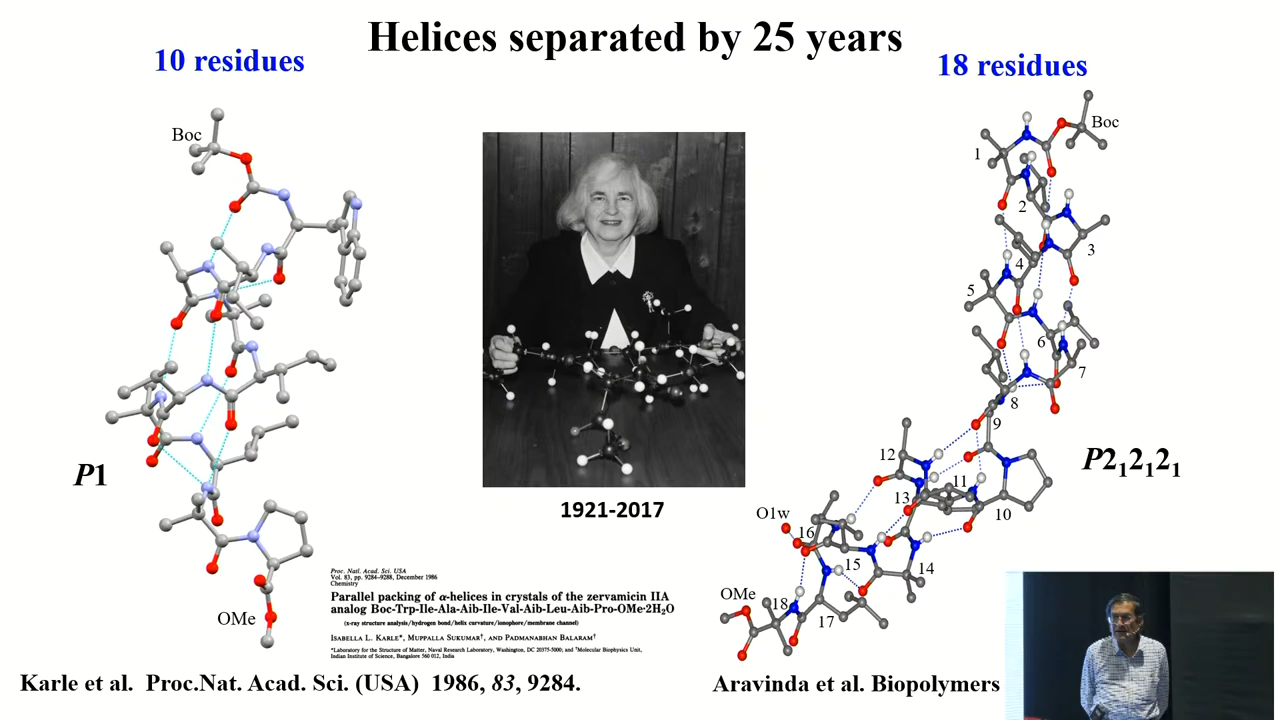 Helices separated by 25 years
10 residues
18 residues
Boc
Boc
1
2
3
4
5
6
7
8
9
12
11
13
10
O1w
16
15
14
OMe
18
17
P1
P2₁2₁2₁
1921-2017
OMe
Proc. Natl. Acad. Sci. USA
Vol. 83, pp. 9284-9288, December 1986
Chemistry
Parallel packing of α-helices in crystals of the zervamicin IIA
analog Boc-Trp-Ile-Ala-Aib-Ile-Val-Aib-Leu-Aib-Pro-OMe·2H₂O
(x-ray structure analysis/hydrogen bond/helix curvature/ionophore/membrane channel)
ISABELLA L. KARLE*, MUPPALLA SUKUMAR†, AND PADMANABHAN BALARAM†
*Laboratory for the Structure of Matter, Naval Research Laboratory, Washington, DC 20375-5000; and †Molecular Biophysics Unit,
Indian Institute of Science, Bangalore 560 012, India
Karle et al. Proc.Nat. Acad. Sci. (USA) 1986, 83, 9284.
Aravinda et al. Biopolymers